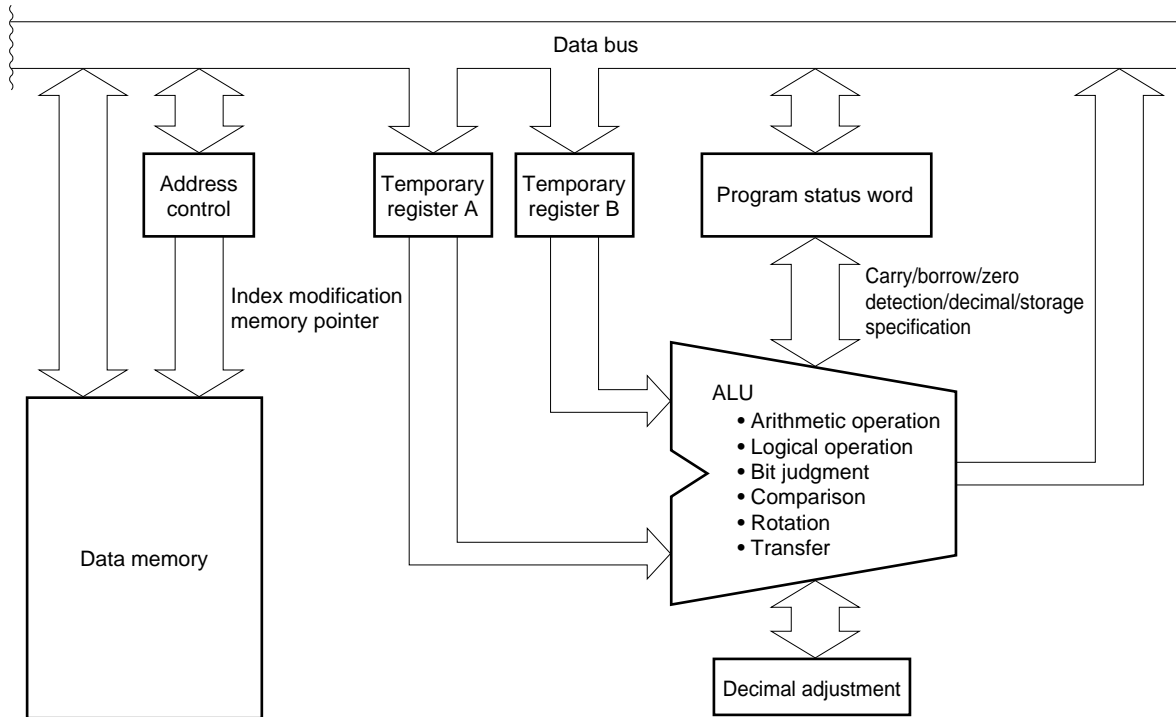 Data bus
Address
control
Temporary
register A
Temporary
register B
Program status word
Index modification
memory pointer
Carry/borrow/zero
detection/decimal/storage
specification
ALU
• Arithmetic operation
• Logical operation
• Bit judgment
• Comparison
• Rotation
• Transfer
Data memory
Decimal adjustment